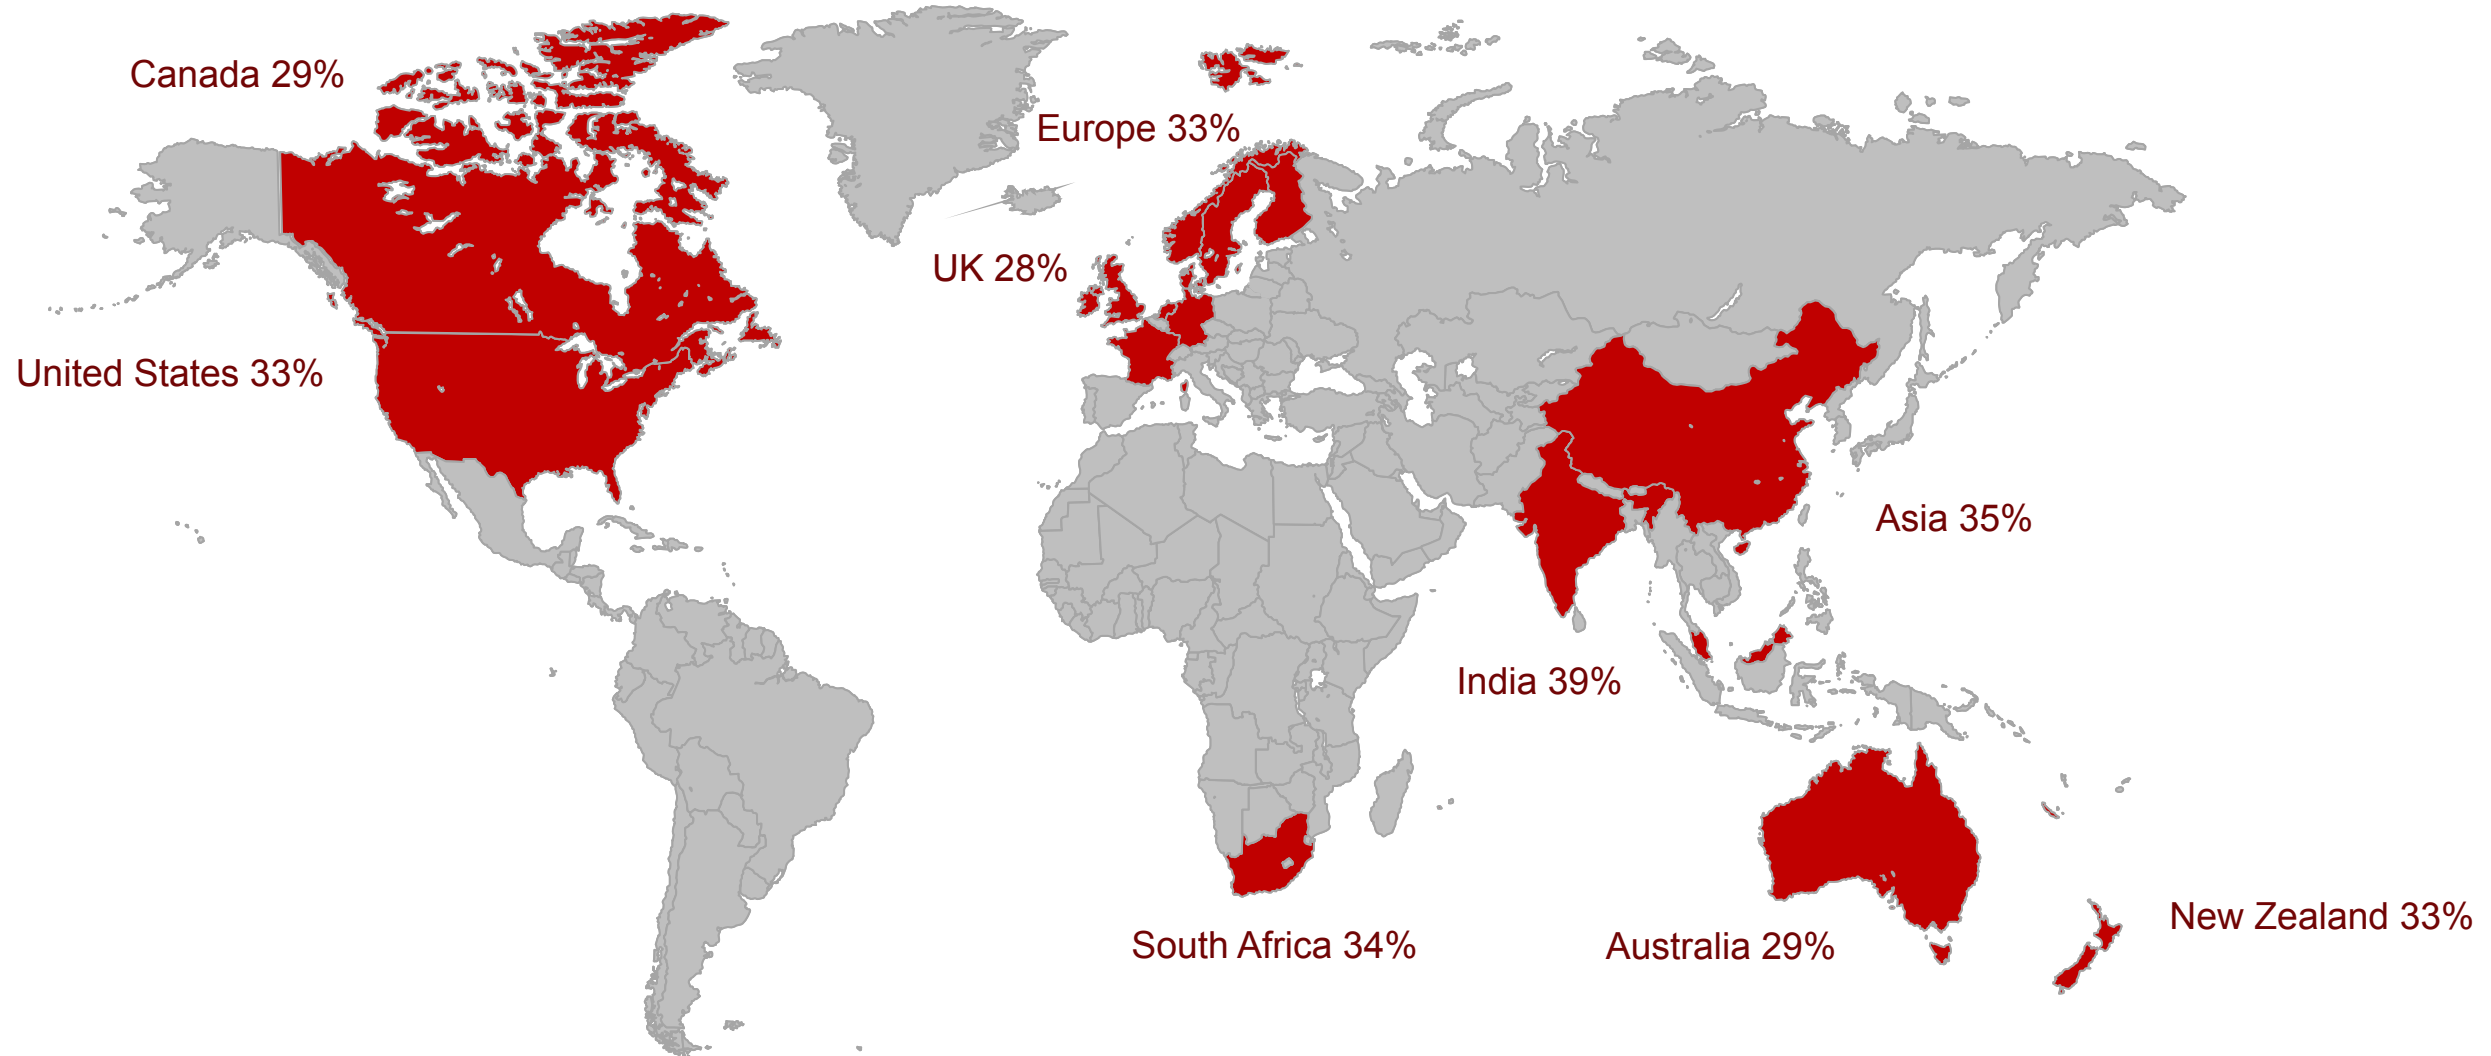 Canada 29%
Europe 33%
UK 28%
United States 33%
Asia 35%
India 39%
South Africa 34%
Australia 29%
New Zealand 33%